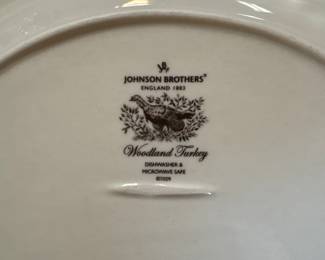 JOHNSON BROTHERS®
ENGLAND 1883
Woodland Turkey
DISHWASHER &
MICROWAVE SAFE